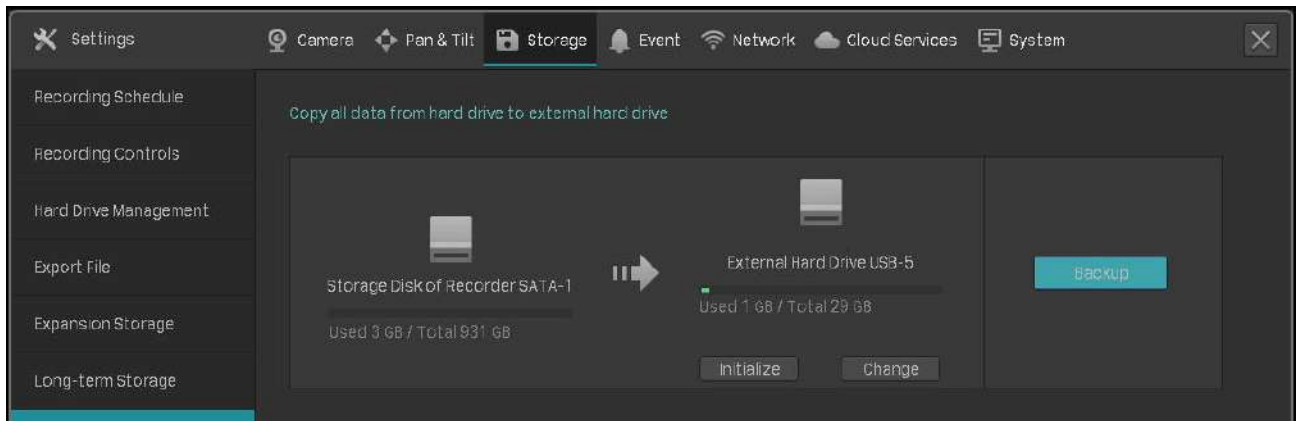 Settings
Camera Pan & Tilt Storage Event Network Cloud Services System
Recording Schedule
Recording Controls
Hard Drive Management
Export File
Expansion Storage
Long-term Storage
Copy all data from hard drive to external hard drive
Storage Disk of Recorder SATA-1
Used 3 GB / Total 931 GB
External Hard Drive USB-5
Used 1 GB / Total 29 GB
Initialize Change
Backup